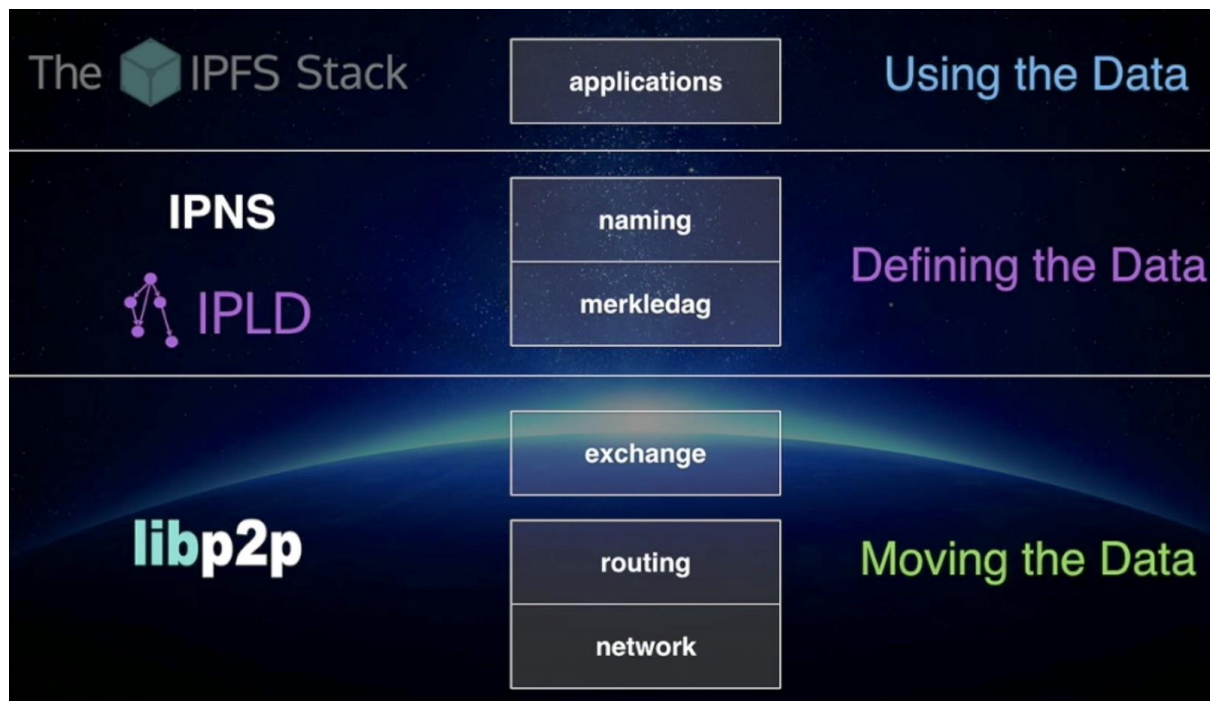 The IPFS Stack
applications
Using the Data
IPNS
naming
Defining the Data
IPLD
merkledag
exchange
libp2p
routing
Moving the Data
network